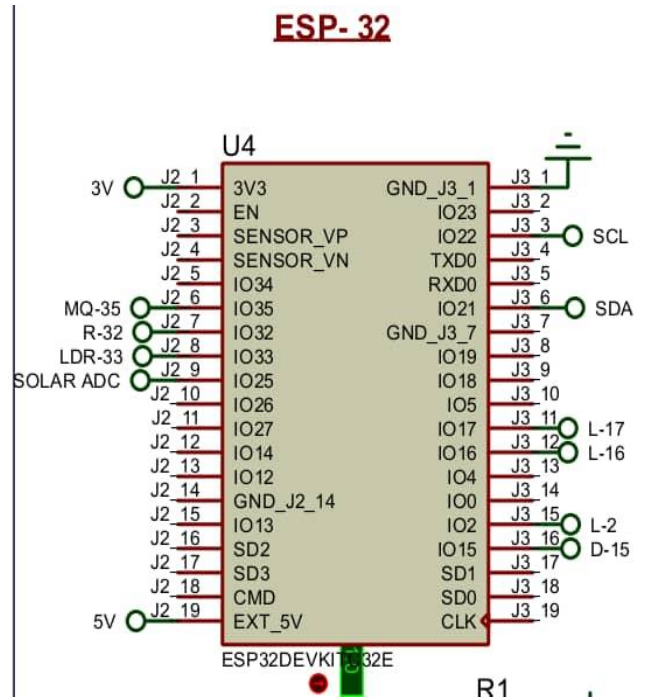 ESP- 32
U4
3V J2 1 3V3 GND_J3_1 J3 1
J2 2 EN IO23 J3 2
J2 3 SENSOR_VP IO22 J3 3 SCL
J2 4 SENSOR_VN TXD0 J3 4
J2 5 IO34 RXD0 J3 5
MQ-35 J2 6 IO35 IO21 J3 6 SDA
R-32 J2 7 IO32 GND_J3_7 J3 7
LDR-33 J2 8 IO33 IO19 J3 8
SOLAR ADC J2 9 IO25 IO18 J3 9
J2 10 IO26 IO5 J3 10
J2 11 IO27 IO17 J3 11 L-17
J2 12 IO14 IO16 J3 12 L-16
J2 13 IO12 IO4 J3 13
J2 14 GND_J2_14 IO0 J3 14
J2 15 IO13 IO2 J3 15 L-2
J2 16 SD2 IO15 J3 16 D-15
J2 17 SD3 SD1 J3 17
J2 18 CMD SD0 J3 18
5V J2 19 EXT_5V CLK J3 19
R1